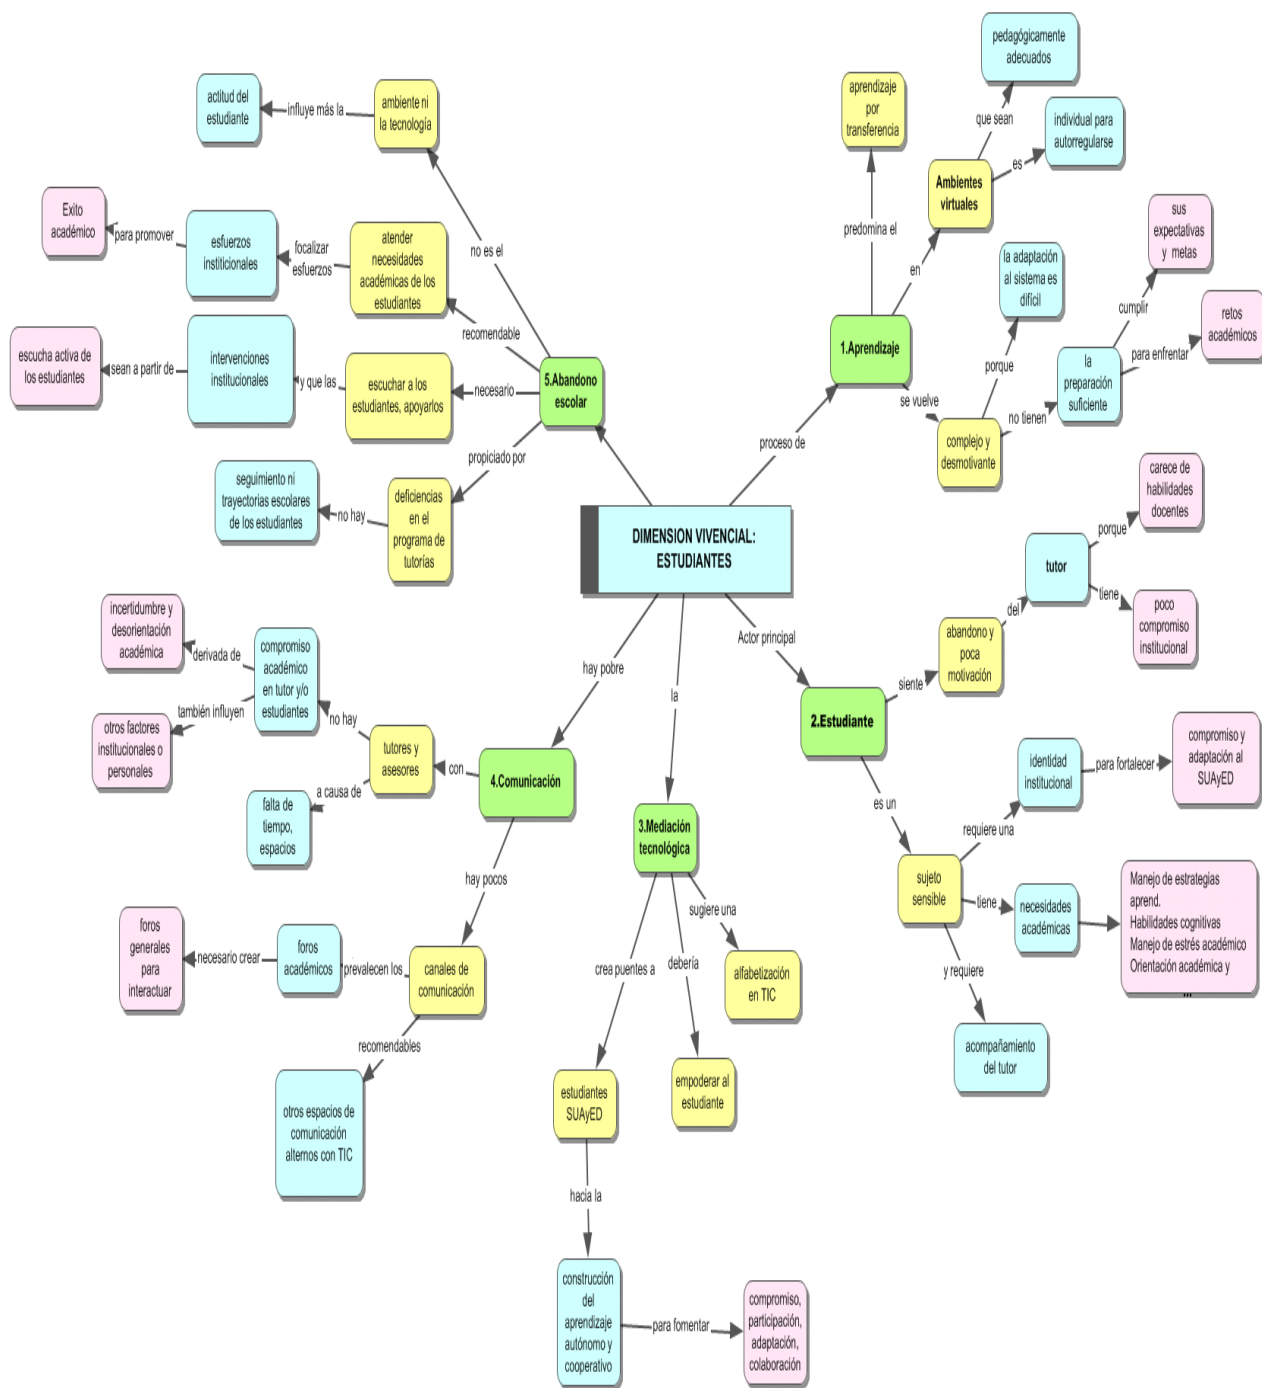 DIMENSION VIVENCIAL:
ESTUDIANTES
proceso de
1.Aprendizaje
predomina el
aprendizaje
por
transferencia
en
Ambientes
virtuales
que sean
pedagógicamente
adecuados
es
individual para
autorregularse
se vuelve
complejo y
desmotivante
porque
la adaptación
al sistema es
difícil
no tienen
la
preparación
suficiente
cumplir
sus
expectativas
y metas
para enfrentar
retos
académicos
Actor principal
2.Estudiante
siente
abandono y
poca
motivación
del
tutor
porque
carece de
habilidades
docentes
tiene
poco
compromiso
institucional
es un
sujeto
sensible
requiere una
identidad
institucional
para fortalecer
compromiso y
adaptación al
SUAyED
tiene
necesidades
académicas
Manejo de estrategias
aprend.
Habilidades cognitivas
Manejo de estrés académico
Orientación académica y
...
y requiere
acompañamiento
del tutor
la
3.Mediación
tecnológica
sugiere una
alfabetización
en TIC
debería
empoderar al
estudiante
crea puentes a
estudiantes
SUAyED
hacia la
construcción
del
aprendizaje
autónomo y
cooperativo
para fomentar
compromiso,
participación,
adaptación,
colaboración
hay pobre
4.Comunicación
con
tutores y
asesores
no hay
compromiso
académico
en tutor y/o
estudiantes
derivada de
incertidumbre y
desorientación
académica
también influyen
otros factores
institucionales o
personales
a causa de
falta de
tiempo,
espacios
hay pocos
canales de
comunicación
prevalecen los
foros
académicos
necesario crear
foros
generales
para
interactuar
recomendables
otros espacios de
comunicación
alternos con TIC
5.Abandono
escolar
no es el
ambiente ni
la tecnología
influye más la
actitud del
estudiante
recomendable
atender
necesidades
académicas de los
estudiantes
focalizar
esfuerzos
esfuerzos
institicionales
para promover
Exito
académico
necesario
escuchar a los
estudiantes, apoyarlos
y que las
intervenciones
institucionales
sean a partir de
escucha activa de
los estudiantes
propiciado por
deficiencias
en el
programa de
tutorías
no hay
seguimiento ni
trayectorias escolares
de los estudiantes